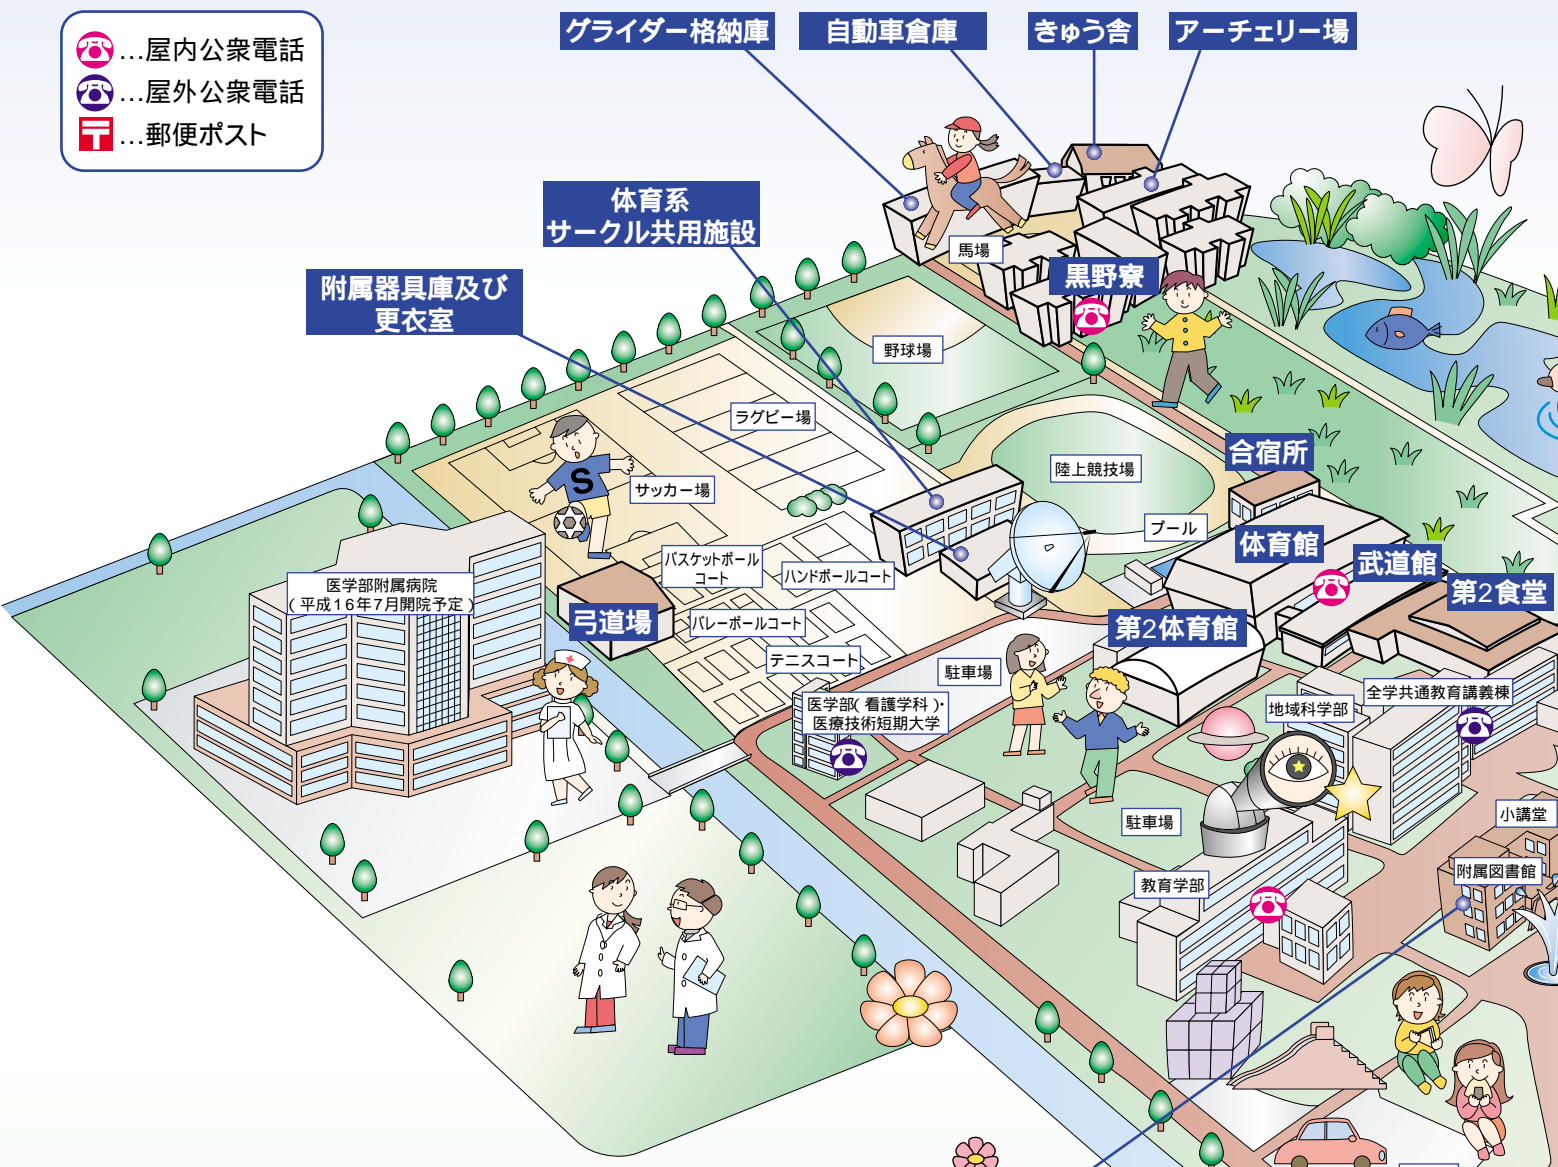 …屋内公衆電話
…屋外公衆電話
…郵便ポスト
グライダー格納庫
自動車倉庫
きゅう舎
アーチェリー場
体育系
サークル共用施設
附属器具庫及び
更衣室
馬場
黒野寮
野球場
ラグビー場
サッカー場
陸上競技場
合宿所
プール
体育館
武道館
第2食堂
バスケットボール
コート
ハンドボールコート
医学部附属病院
(平成16年7月開院予定)
弓道場
バレーボールコート
第2体育館
テニスコート
駐車場
医学部(看護学科)・
医療技術短期大学
全学共通教育講義棟
地域科学部
駐車場
小講堂
附属図書館
教育学部
S